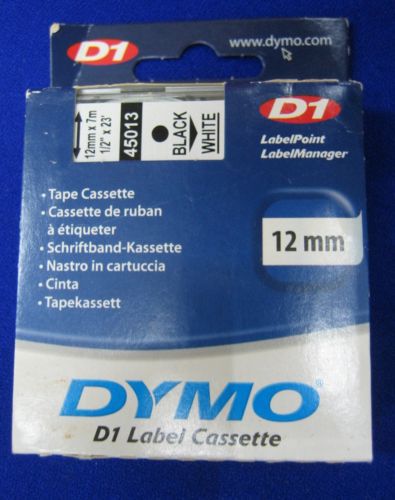 D1
www.dymo.com
12mm x 7m
1/2" x 23'
45013
BLACK
WHITE
D1
LabelPoint
LabelManager
• Tape Cassette
• Cassette de ruban
à étiqueter
• Schriftband-Kassette
• Nastro in cartuccia
• Cinta
• Tapekassett
12 mm
DYMO®
D1 Label Cassette